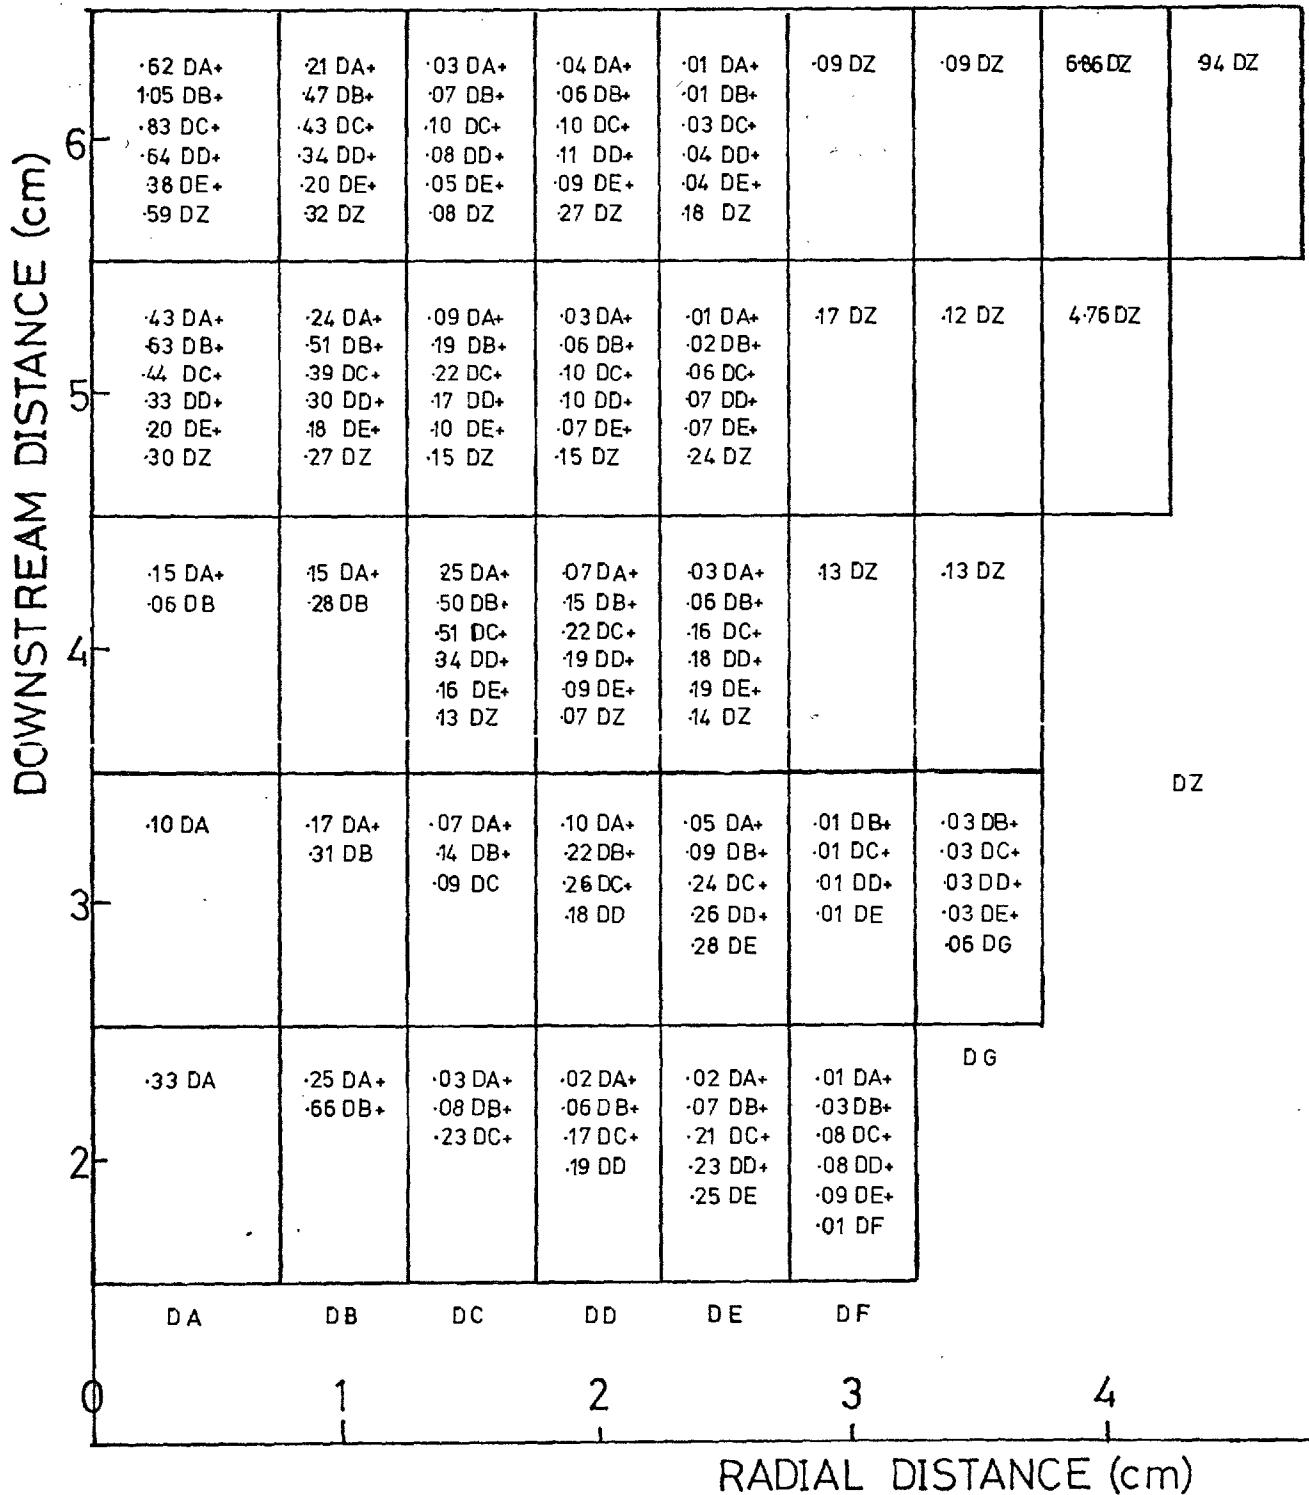 DOWNSTREAM DISTANCE (cm)
6
·62 DA+
1·05 DB+
·83 DC+
·64 DD+
·38 DE+
·59 DZ
·21 DA+
·47 DB+
·43 DC+
·34 DD+
·20 DE+
·32 DZ
·03 DA+
·07 DB+
·10 DC+
·08 DD+
·05 DE+
·08 DZ
·04 DA+
·06 DB+
·10 DC+
·11 DD+
·09 DE+
·27 DZ
·01 DA+
·01 DB+
·03 DC+
·04 DD+
·04 DE+
·18 DZ
·09 DZ
·09 DZ
DZ
·94 DZ
5
·43 DA+
·63 DB+
·44 DC+
·33 DD+
·20 DE+
·30 DZ
·24 DA+
·51 DB+
·39 DC+
·30 DD+
·18 DE+
·27 DZ
·09 DA+
·19 DB+
·22 DC+
·17 DD+
·10 DE+
·15 DZ
·03 DA+
·06 DB+
·10 DC+
·10 DD+
·07 DE+
·15 DZ
·01 DA+
·02 DB+
·06 DC+
·07 DD+
·07 DE+
·24 DZ
·17 DZ
·12 DZ
4·76 DZ
4
·15 DA+
·06 DB
·15 DA+
·28 DB
·25 DA+
·50 DB+
·51 DC+
·34 DD+
·16 DE+
·13 DZ
·07 DA+
·15 DB+
·22 DC+
·19 DD+
·09 DE+
·07 DZ
·03 DA+
·06 DB+
·16 DC+
·18 DD+
·19 DE+
·14 DZ
·13 DZ
·13 DZ
DZ
3
·10 DA
·17 DA+
·31 DB
·07 DA+
·14 DB+
·09 DC
·10 DA+
·22 DB+
·26 DC+
·18 DD
·05 DA+
·09 DB+
·24 DC+
·26 DD+
·28 DE
·01 DB+
·01 DC+
·01 DD+
·01 DE
·03 DB+
·03 DC+
·03 DD+
·03 DE+
·06 DG
DG
2
·33 DA
·25 DA+
·66 DB+
·03 DA+
·08 DB+
·23 DC+
·02 DA+
·06 DB+
·17 DC+
·19 DD
·02 DA+
·07 DB+
·21 DC+
·23 DD+
·25 DE
·01 DA+
·03 DB+
·08 DC+
·08 DD+
·09 DE+
·01 DF
DA DB DC DD DE DF
0 1 2 3 4
RADIAL DISTANCE (cm)